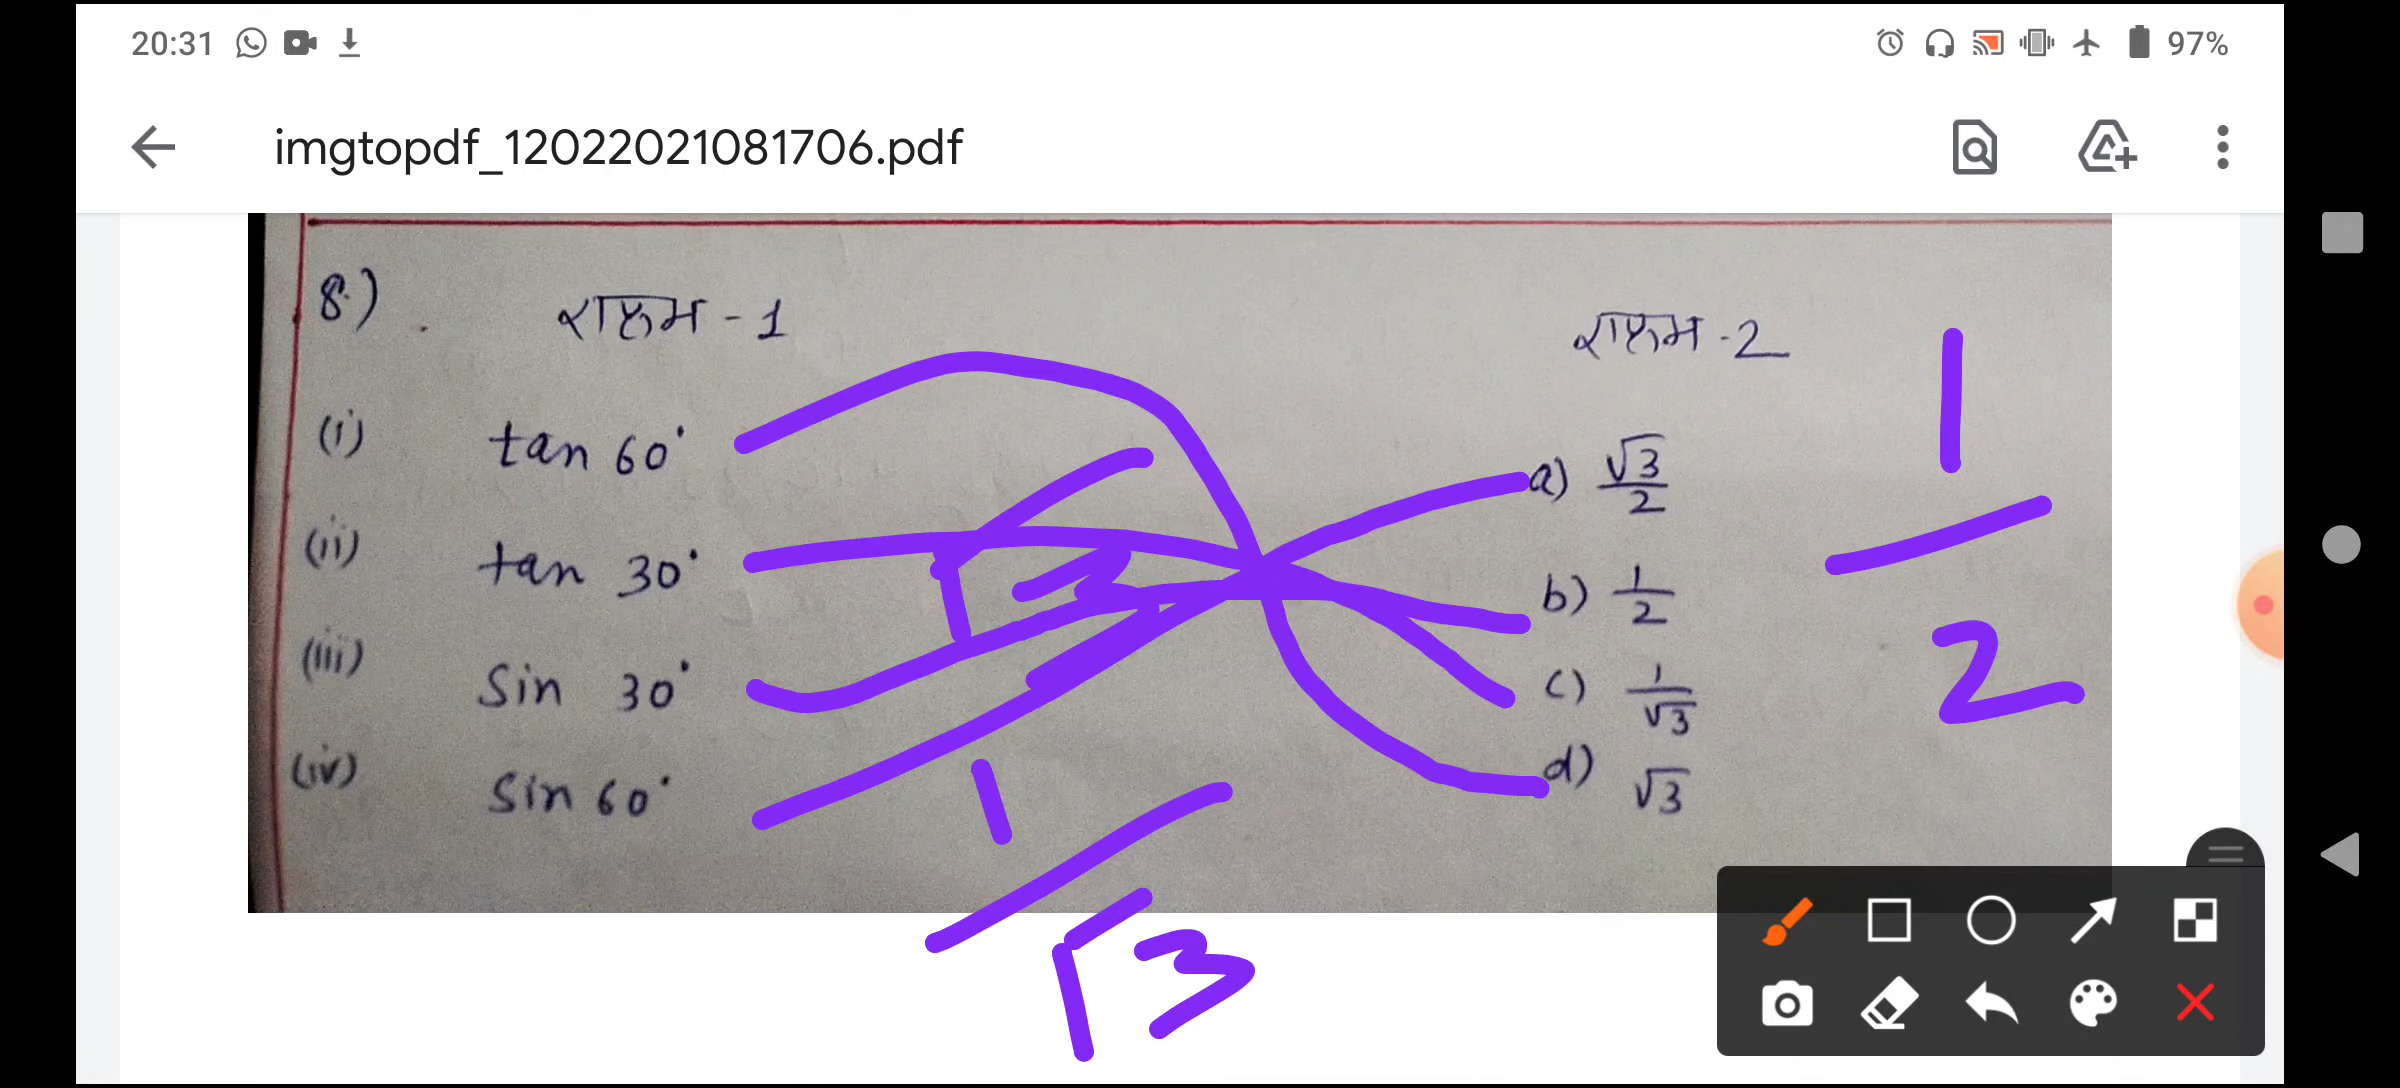 20:31 97%
imgtopdf_12022021081706.pdf
8.) स्तम्भ - 1 स्तम्भ - 2
(i) tan 60° a) √3/2
(ii) tan 30° b) 1/2
(iii) Sin 30° c) 1/√3
(iv) Sin 60° d) √3
1/2
1/√3